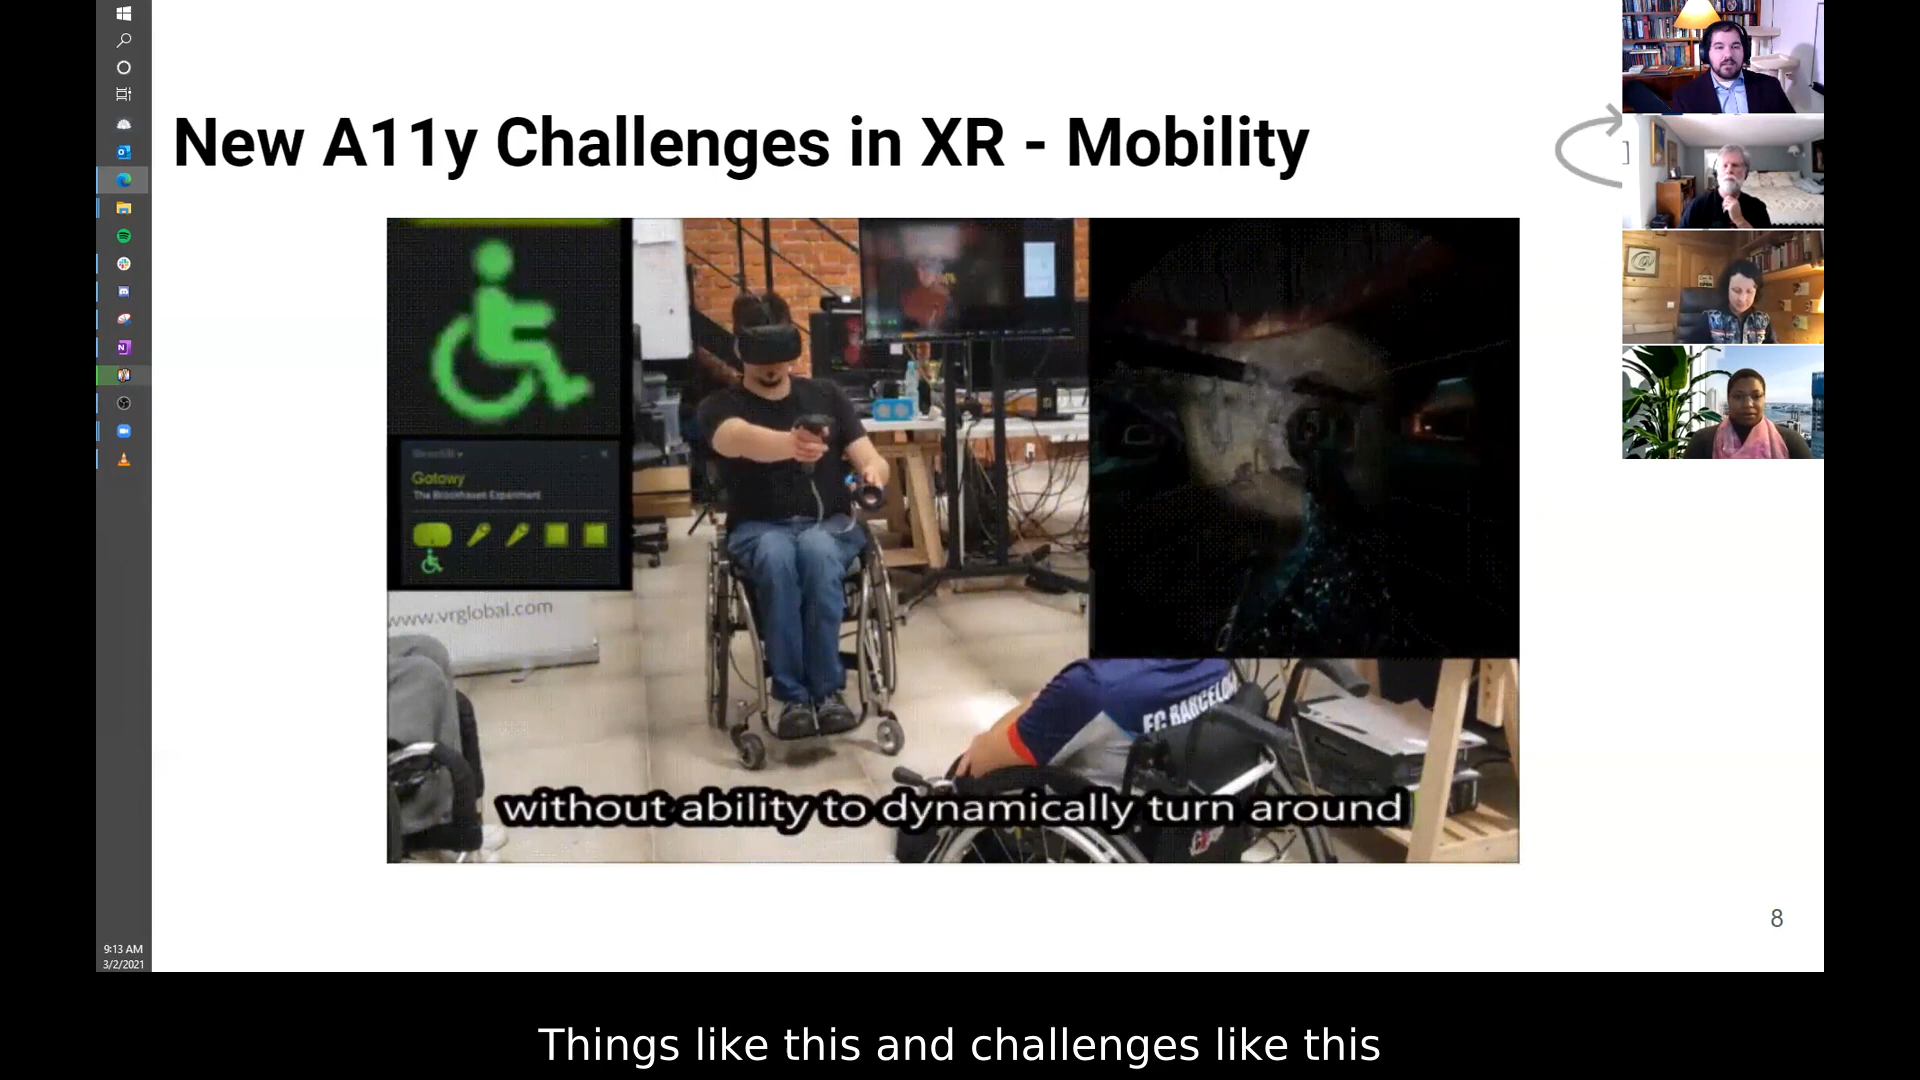 New A11y Challenges in XR - Mobility
Gotowy
The Brookhaven Experiment
www.vrglobal.com
FC BARCELONA
without ability to dynamically turn around
8
9:13 AM
3/2/2021
Things like this and challenges like this